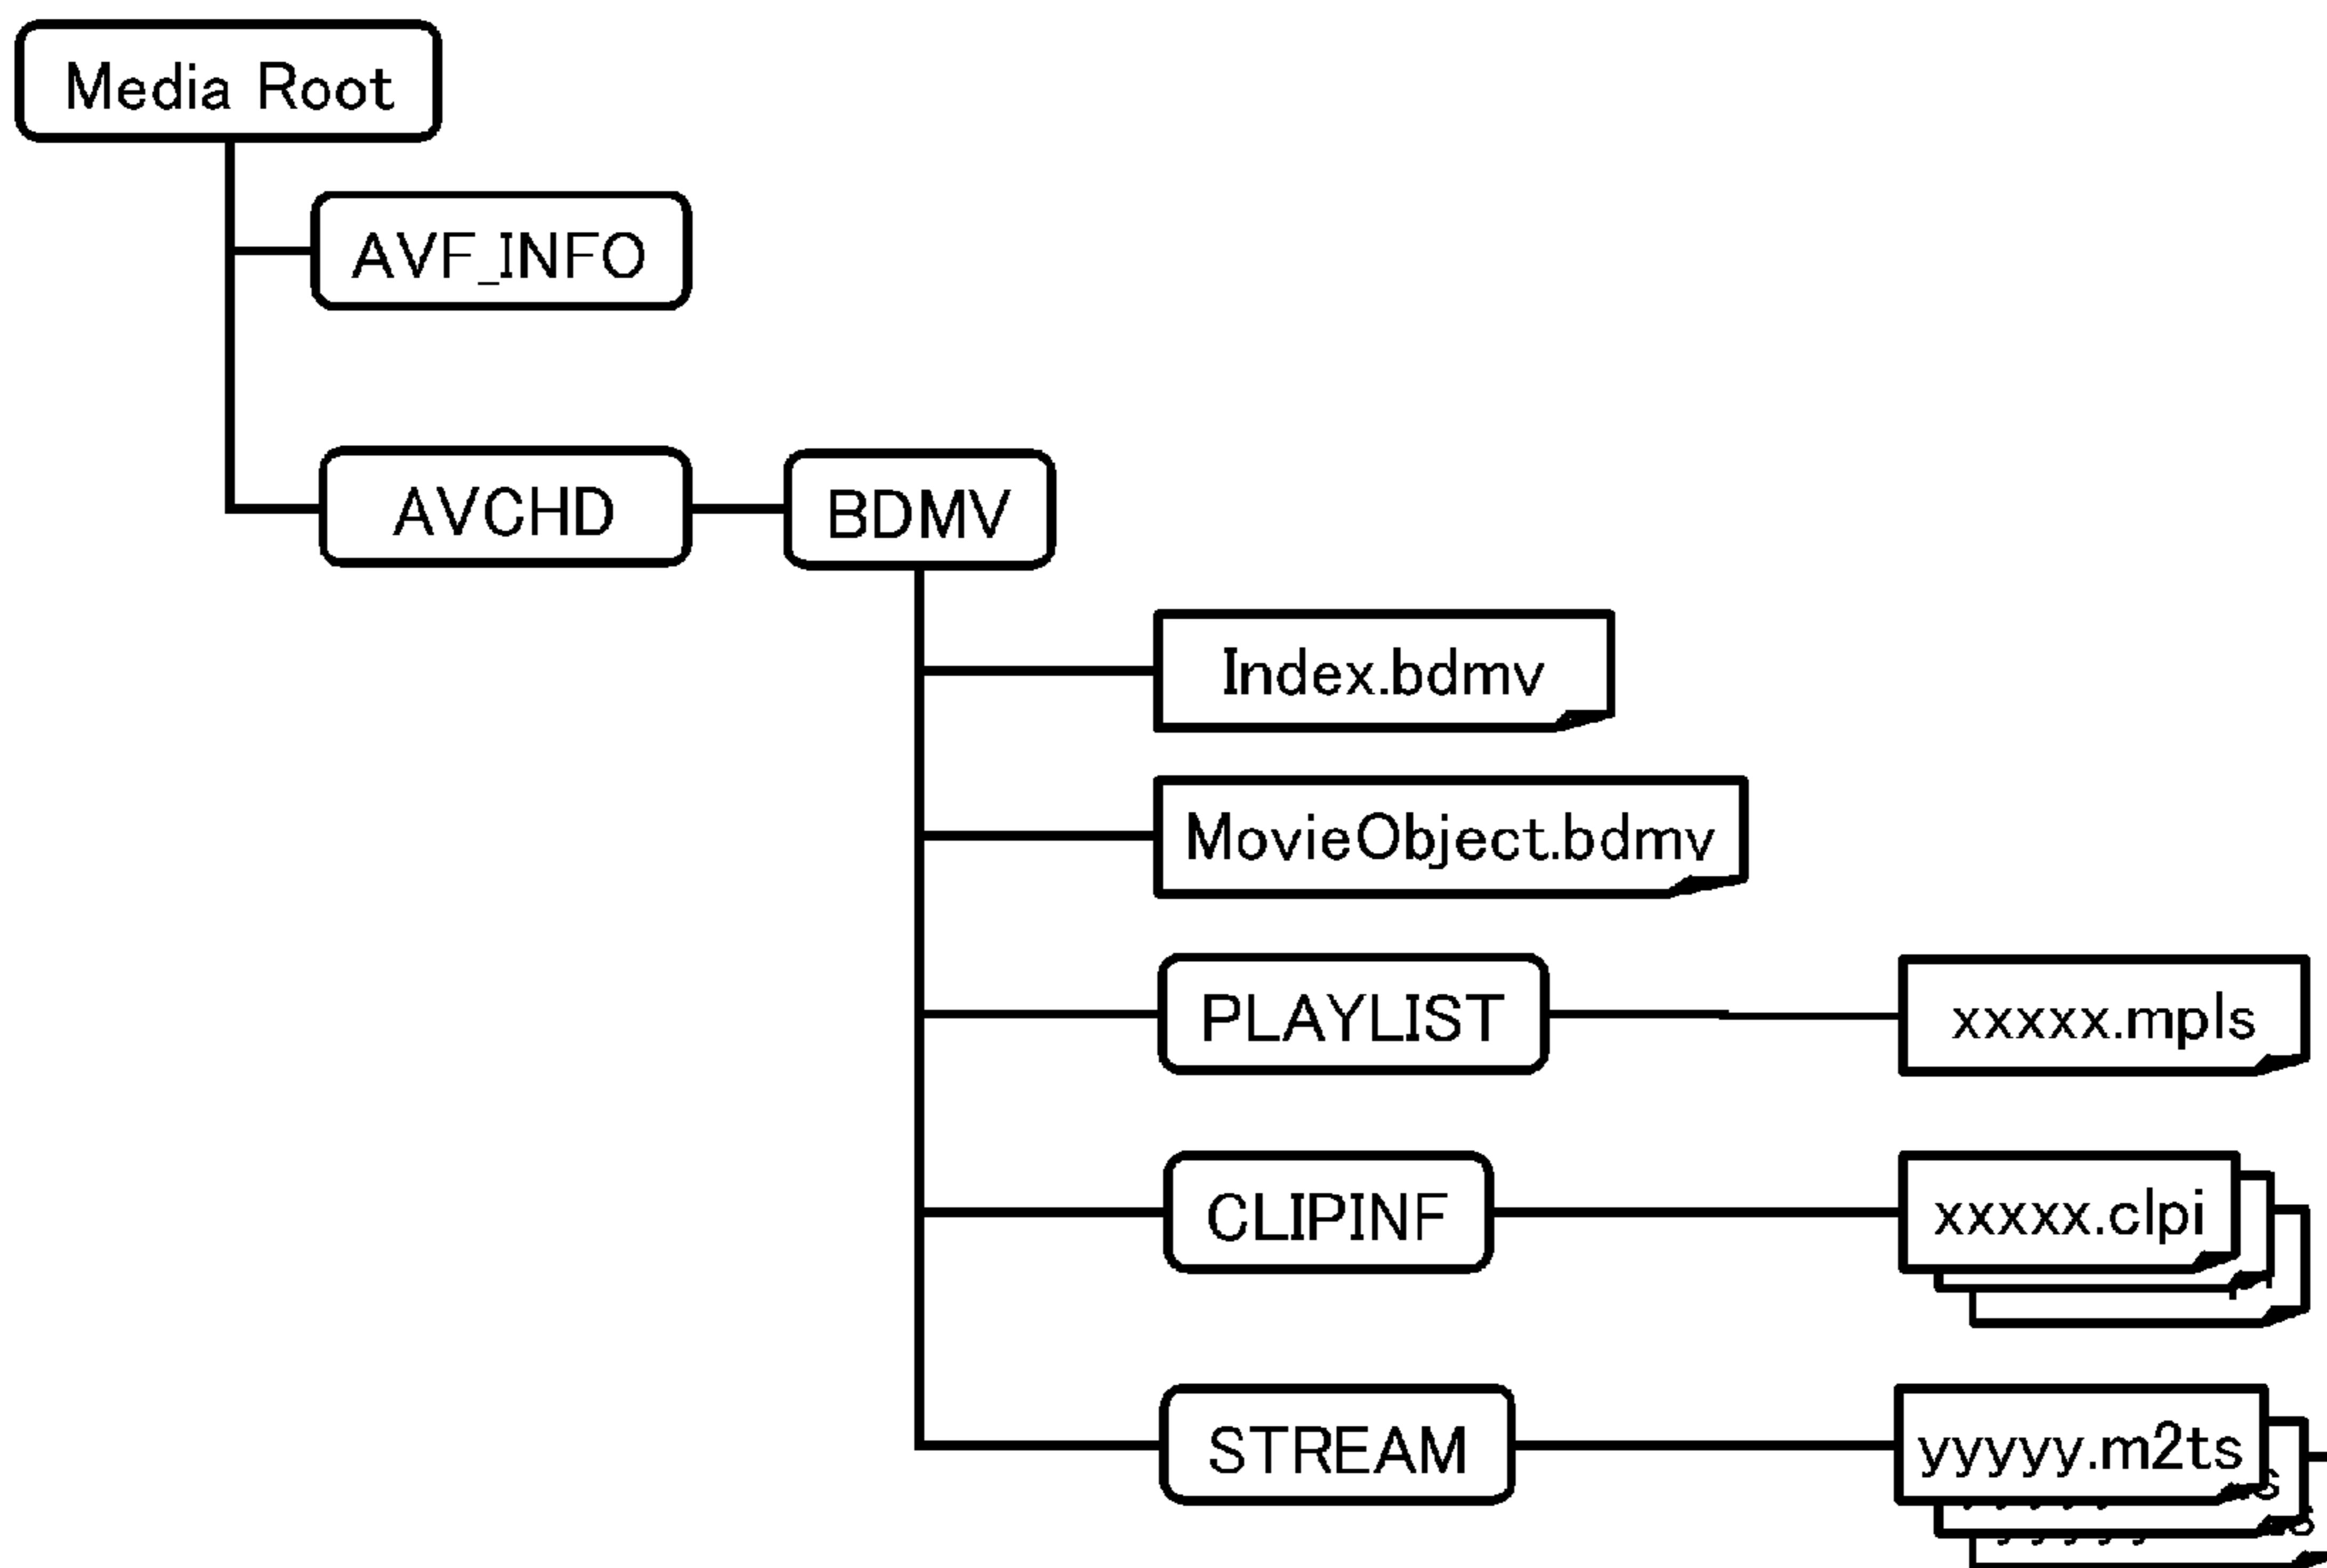 Media Root
AVF_INFO
AVCHD
BDMV
Index.bdmv
MovieObject.bdmv
PLAYLIST
xxxxx.mpls
CLIPINF
xxxxx.clpi
STREAM
yyyyy.m2ts